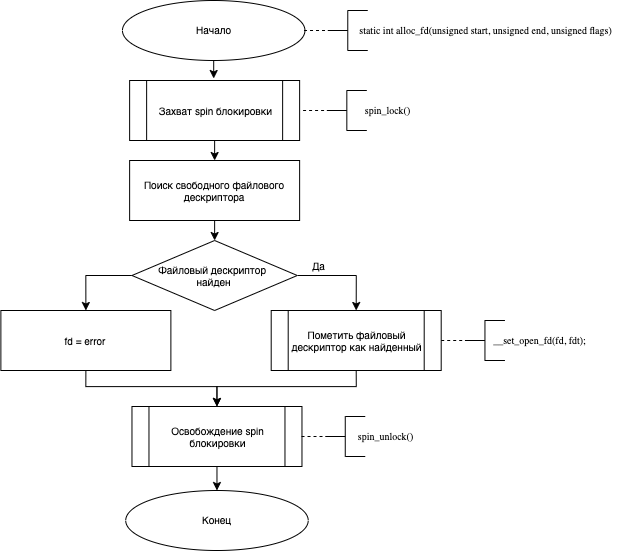 Начало
static int alloc_fd(unsigned start, unsigned end, unsigned flags)
Захват spin блокировки
spin_lock()
Поиск свободного файлового
дескриптора
Файловый дескриптор
найден
Да
fd = error
Пометить файловый
дескриптор как найденный
__set_open_fd(fd, fdt);
Освобождение spin
блокировки
spin_unlock()
Конец